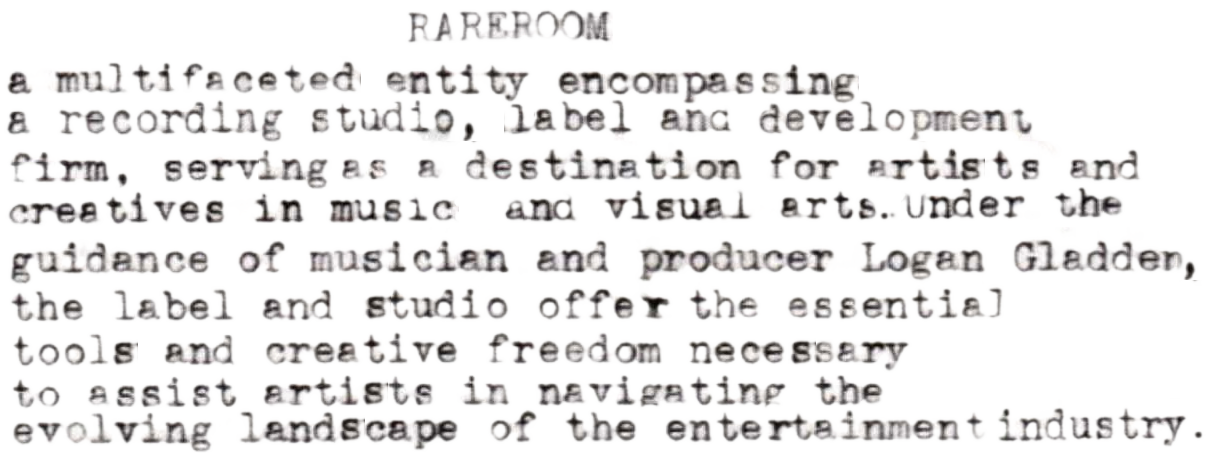 RAREROOM
a multifaceted entity encompassing
a recording studio, label and development
firm, serving as a destination for artists and
creatives in music and visual arts. Under the
guidance of musician and producer Logan Gladden,
the label and studio offer the essential
tools and creative freedom necessary
to assist artists in navigating the
evolving landscape of the entertainment industry.